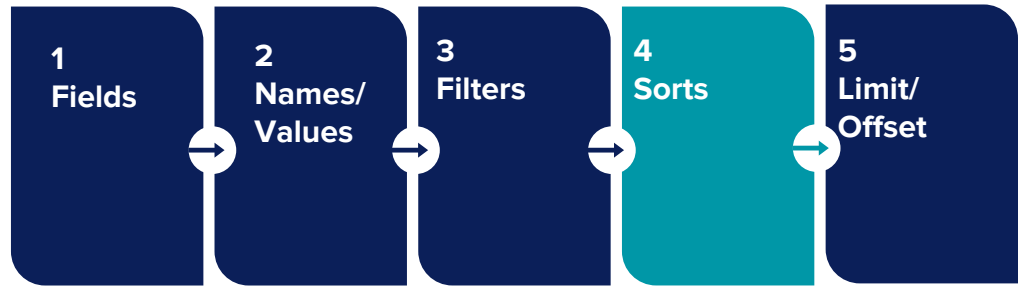 1
Fields
2
Names/
Values
3
Filters
4
Sorts
5
Limit/
Offset